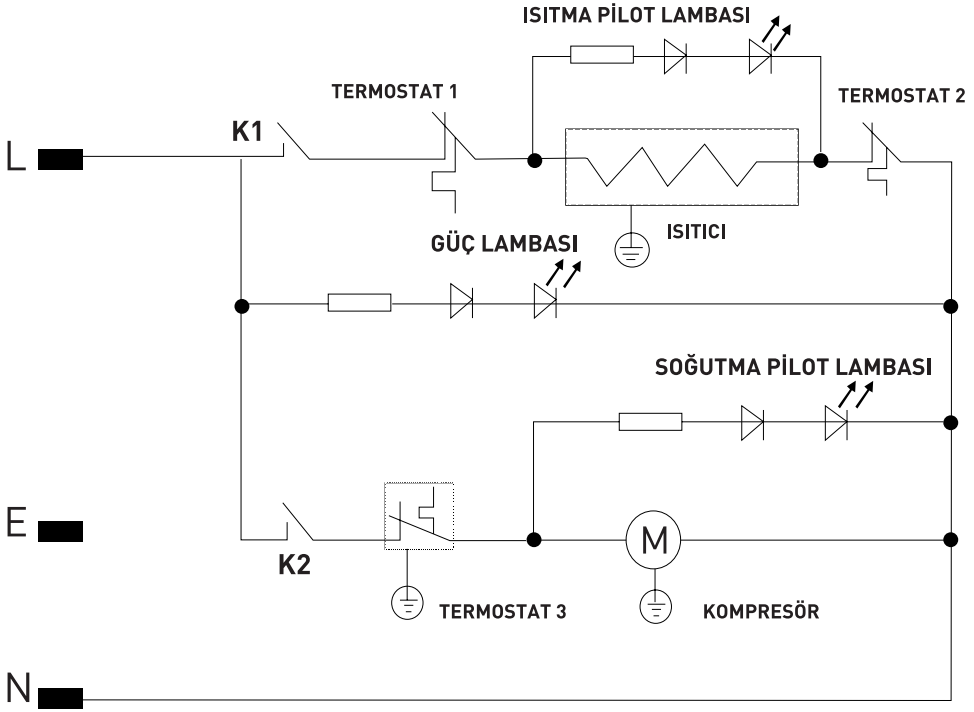 ISITMA PİLOT LAMBASI
TERMOSTAT 1
TERMOSTAT 2
K1
L
ISITICI
GÜÇ LAMBASI
SOĞUTMA PİLOT LAMBASI
E
M
K2
TERMOSTAT 3
KOMPRESÖR
N